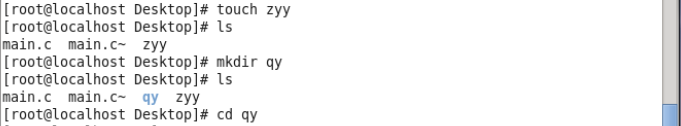 [root@localhost Desktop]# touch zyy
[root@localhost Desktop]# ls
main.c  main.c~  zyy
[root@localhost Desktop]# mkdir qy
[root@localhost Desktop]# ls
main.c  main.c~  qy  zyy
[root@localhost Desktop]# cd qy